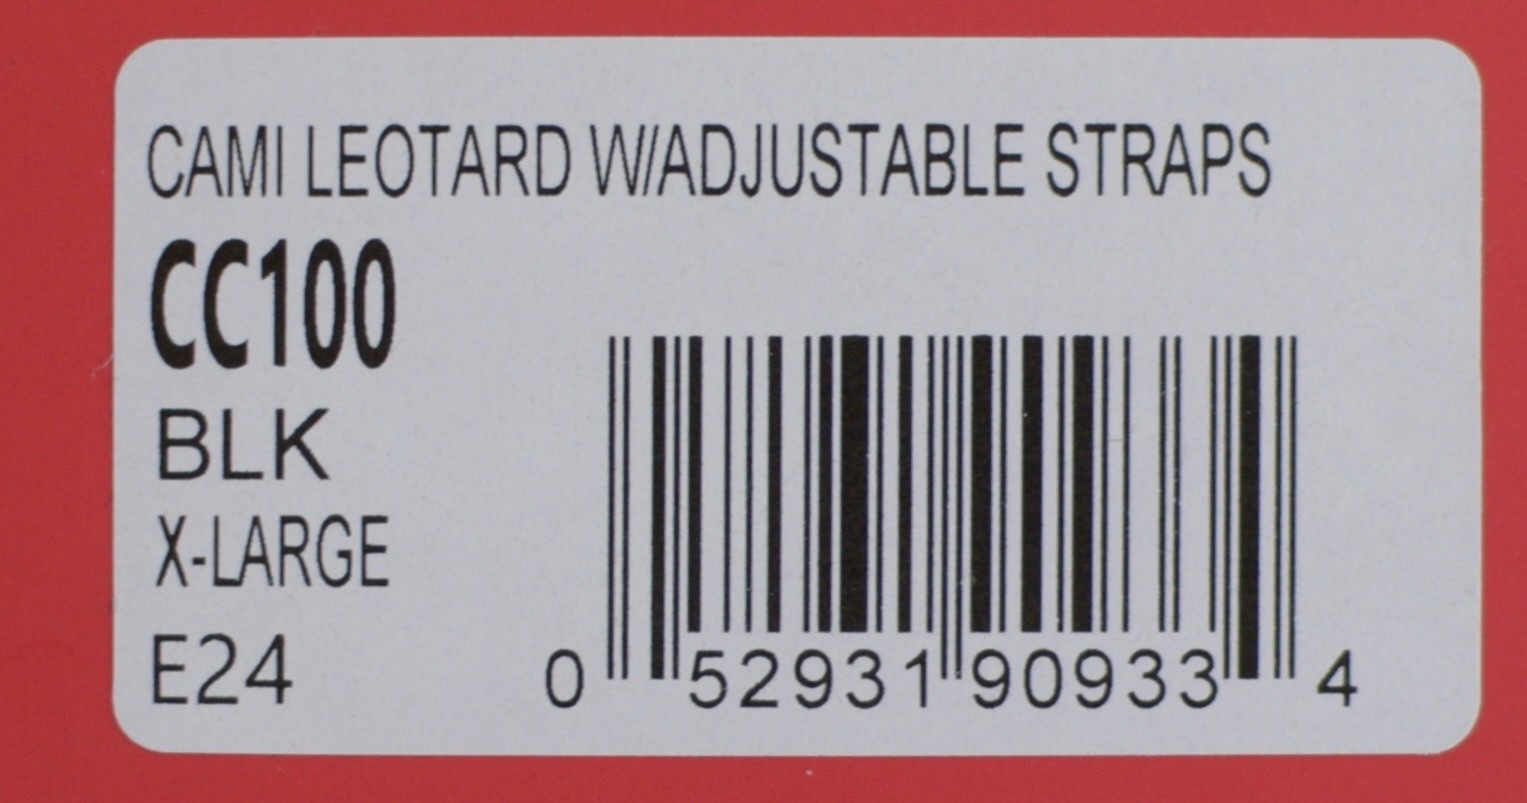 CAMI LEOTARD W/ADJUSTABLE STRAPS
CC100
BLK
X-LARGE
E24
0 52931 90933 4